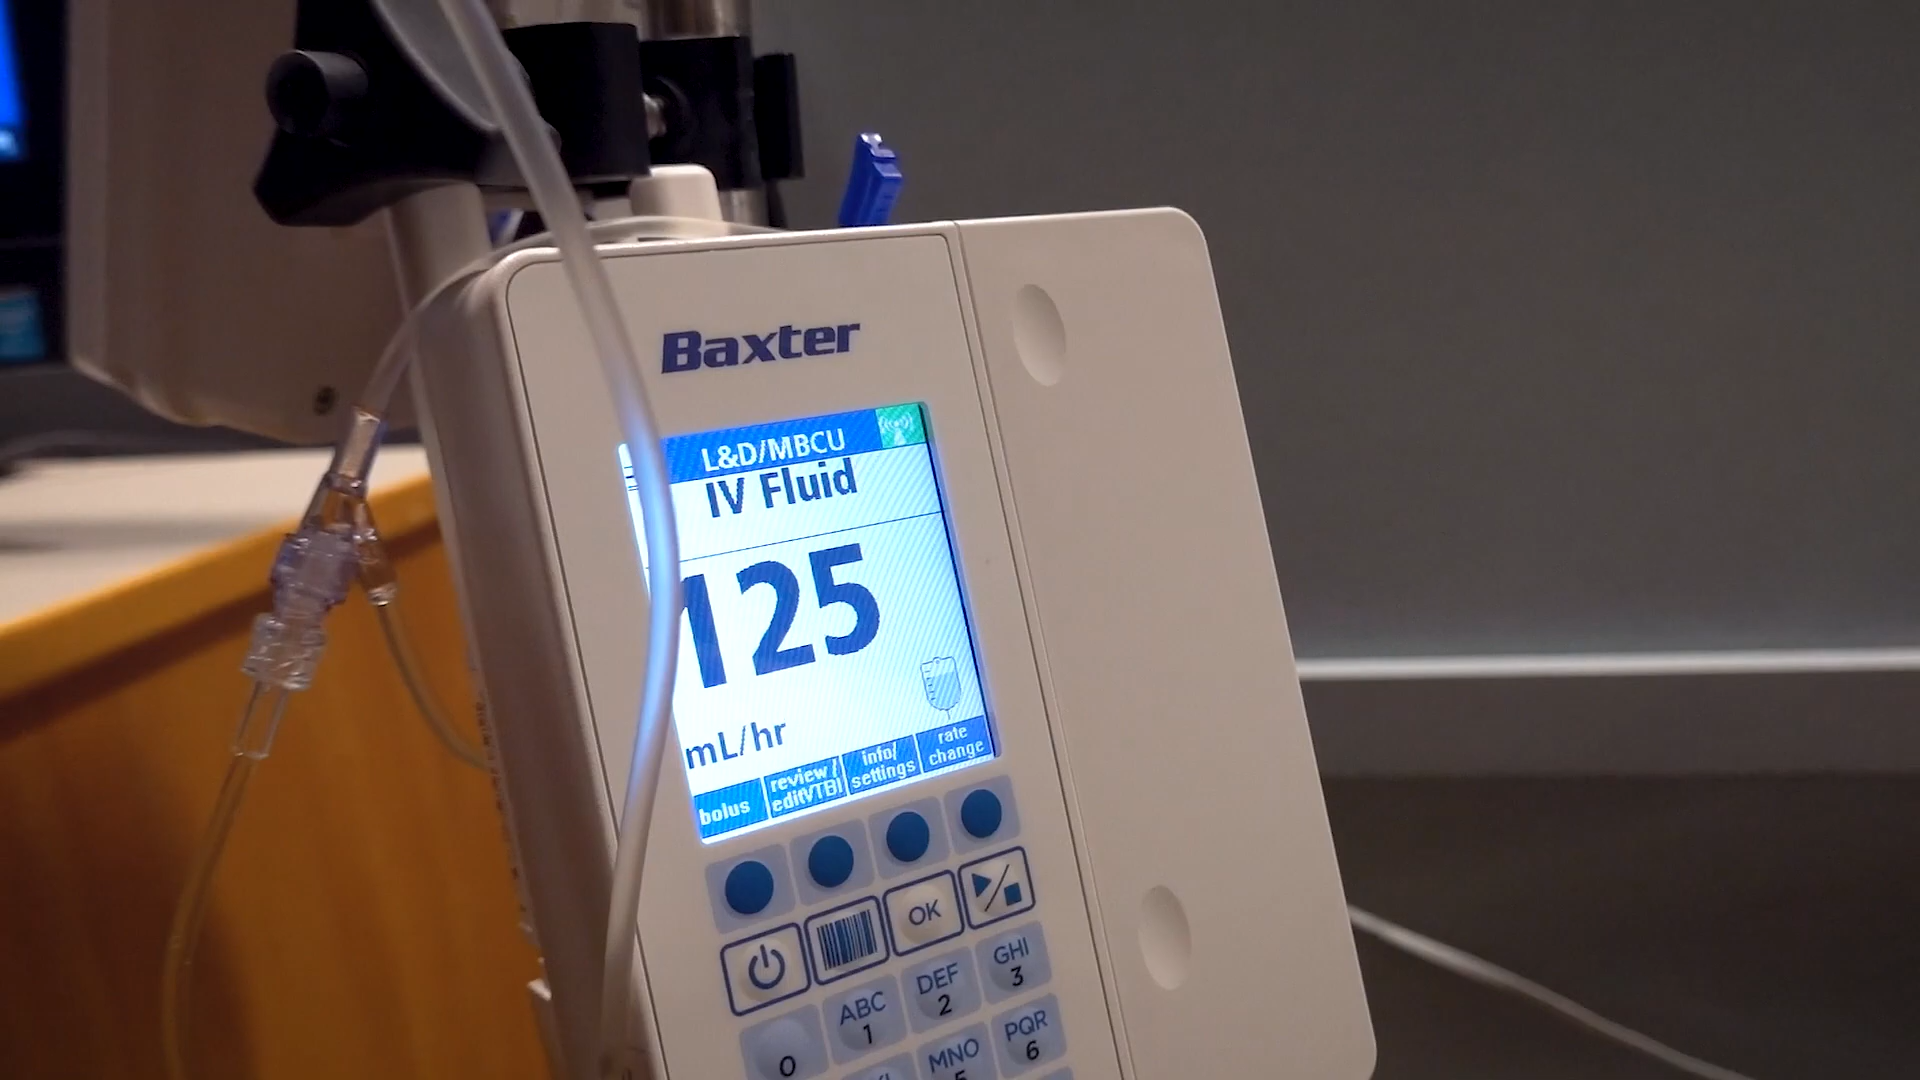 Baxter
L&D/MBCU
IV Fluid
125
mL/hr
bolus
review /
edit VTBI
info/
settings
rate
change
OK
ABC
1
DEF
2
GHI
3
0
MNO
5
PQR
6